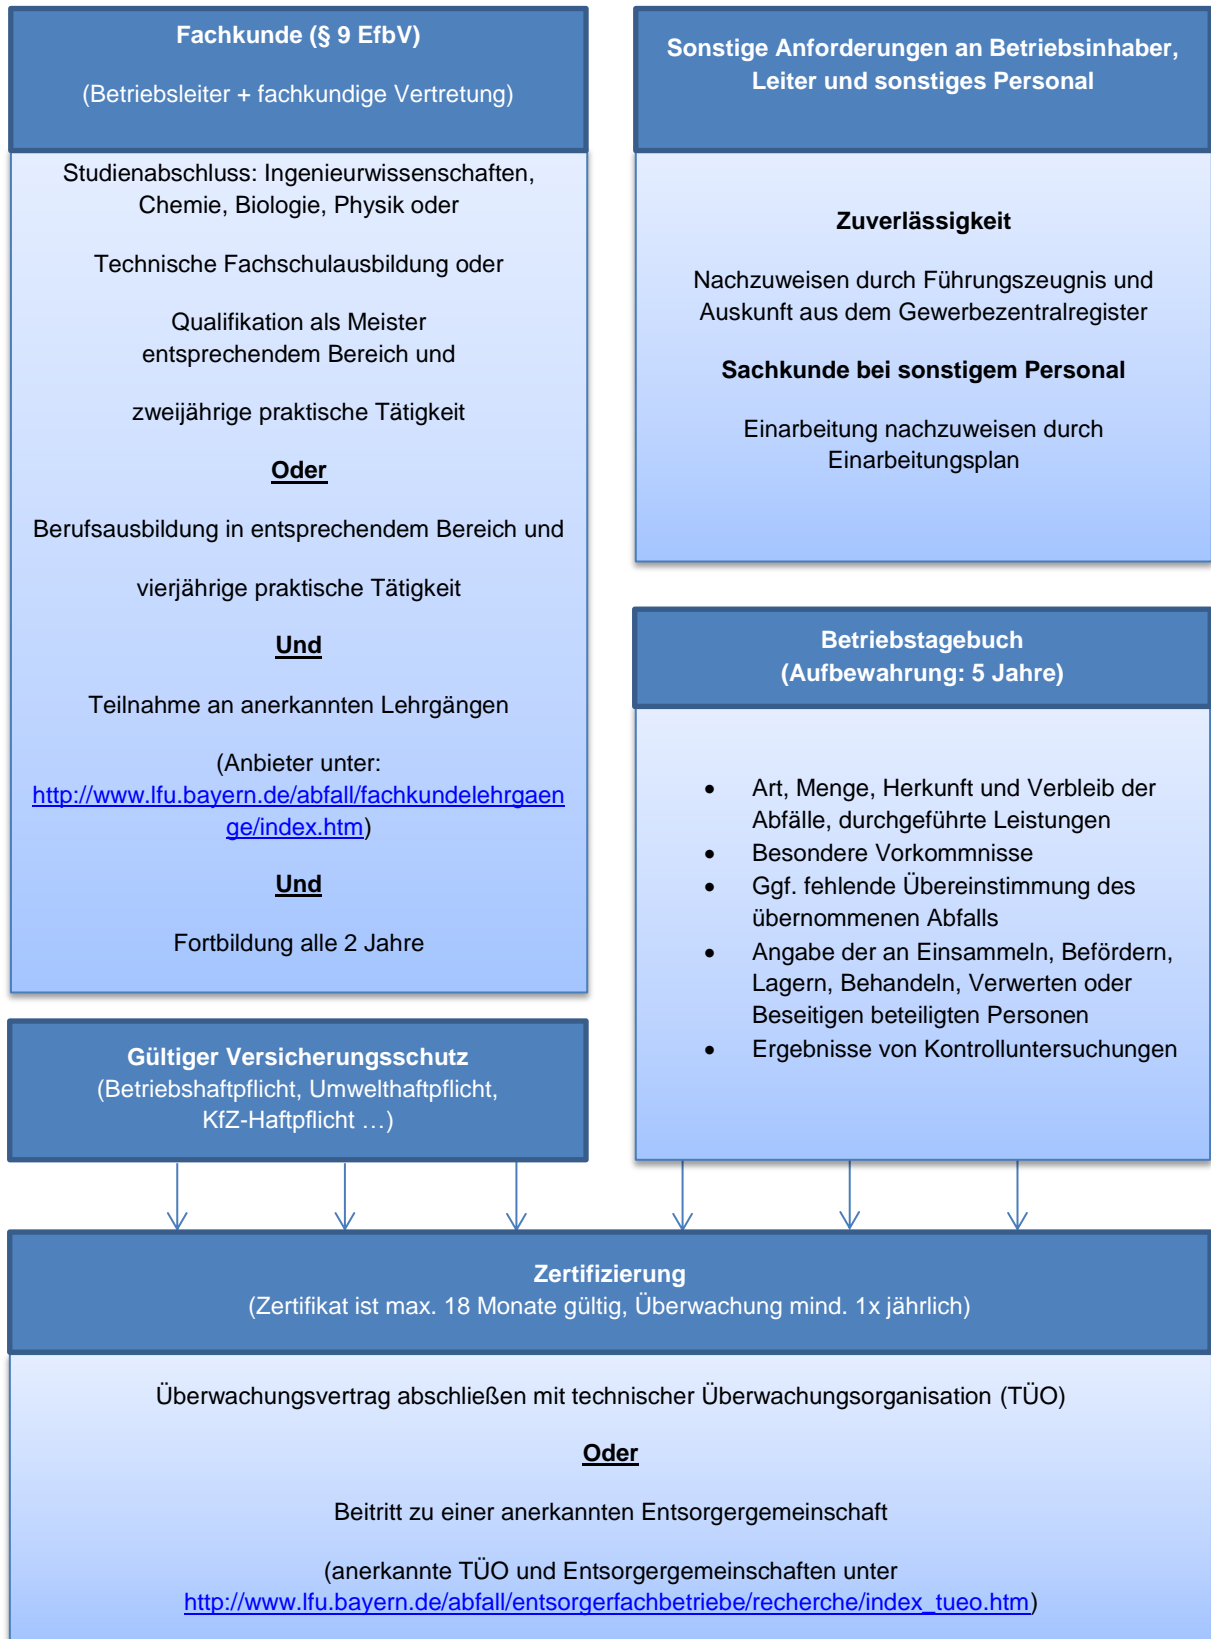 Fachkunde (§ 9 EfbV)
(Betriebsleiter + fachkundige Vertretung)
Studienabschluss: Ingenieurwissenschaften,
Chemie, Biologie, Physik oder
Technische Fachschulausbildung oder
Qualifikation als Meister
entsprechendem Bereich und
zweijährige praktische Tätigkeit
Oder
Berufsausbildung in entsprechendem Bereich und
vierjährige praktische Tätigkeit
Und
Teilnahme an anerkannten Lehrgängen
(Anbieter unter:
http://www.lfu.bayern.de/abfall/fachkundelehrgaen
ge/index.htm)
Und
Fortbildung alle 2 Jahre
Gültiger Versicherungsschutz
(Betriebshaftpflicht, Umwelthaftpflicht,
KfZ-Haftpflicht …)
Sonstige Anforderungen an Betriebsinhaber,
Leiter und sonstiges Personal
Zuverlässigkeit
Nachzuweisen durch Führungszeugnis und
Auskunft aus dem Gewerbezentralregister
Sachkunde bei sonstigem Personal
Einarbeitung nachzuweisen durch
Einarbeitungsplan
Betriebstagebuch
(Aufbewahrung: 5 Jahre)
• Art, Menge, Herkunft und Verbleib der
Abfälle, durchgeführte Leistungen
• Besondere Vorkommnisse
• Ggf. fehlende Übereinstimmung des
übernommenen Abfalls
• Angabe der an Einsammeln, Befördern,
Lagern, Behandeln, Verwerten oder
Beseitigen beteiligten Personen
• Ergebnisse von Kontrolluntersuchungen
Zertifizierung
(Zertifikat ist max. 18 Monate gültig, Überwachung mind. 1x jährlich)
Überwachungsvertrag abschließen mit technischer Überwachungsorganisation (TÜO)
Oder
Beitritt zu einer anerkannten Entsorgergemeinschaft
(anerkannte TÜO und Entsorgergemeinschaften unter
http://www.lfu.bayern.de/abfall/entsorgerfachbetriebe/recherche/index_tueo.htm)